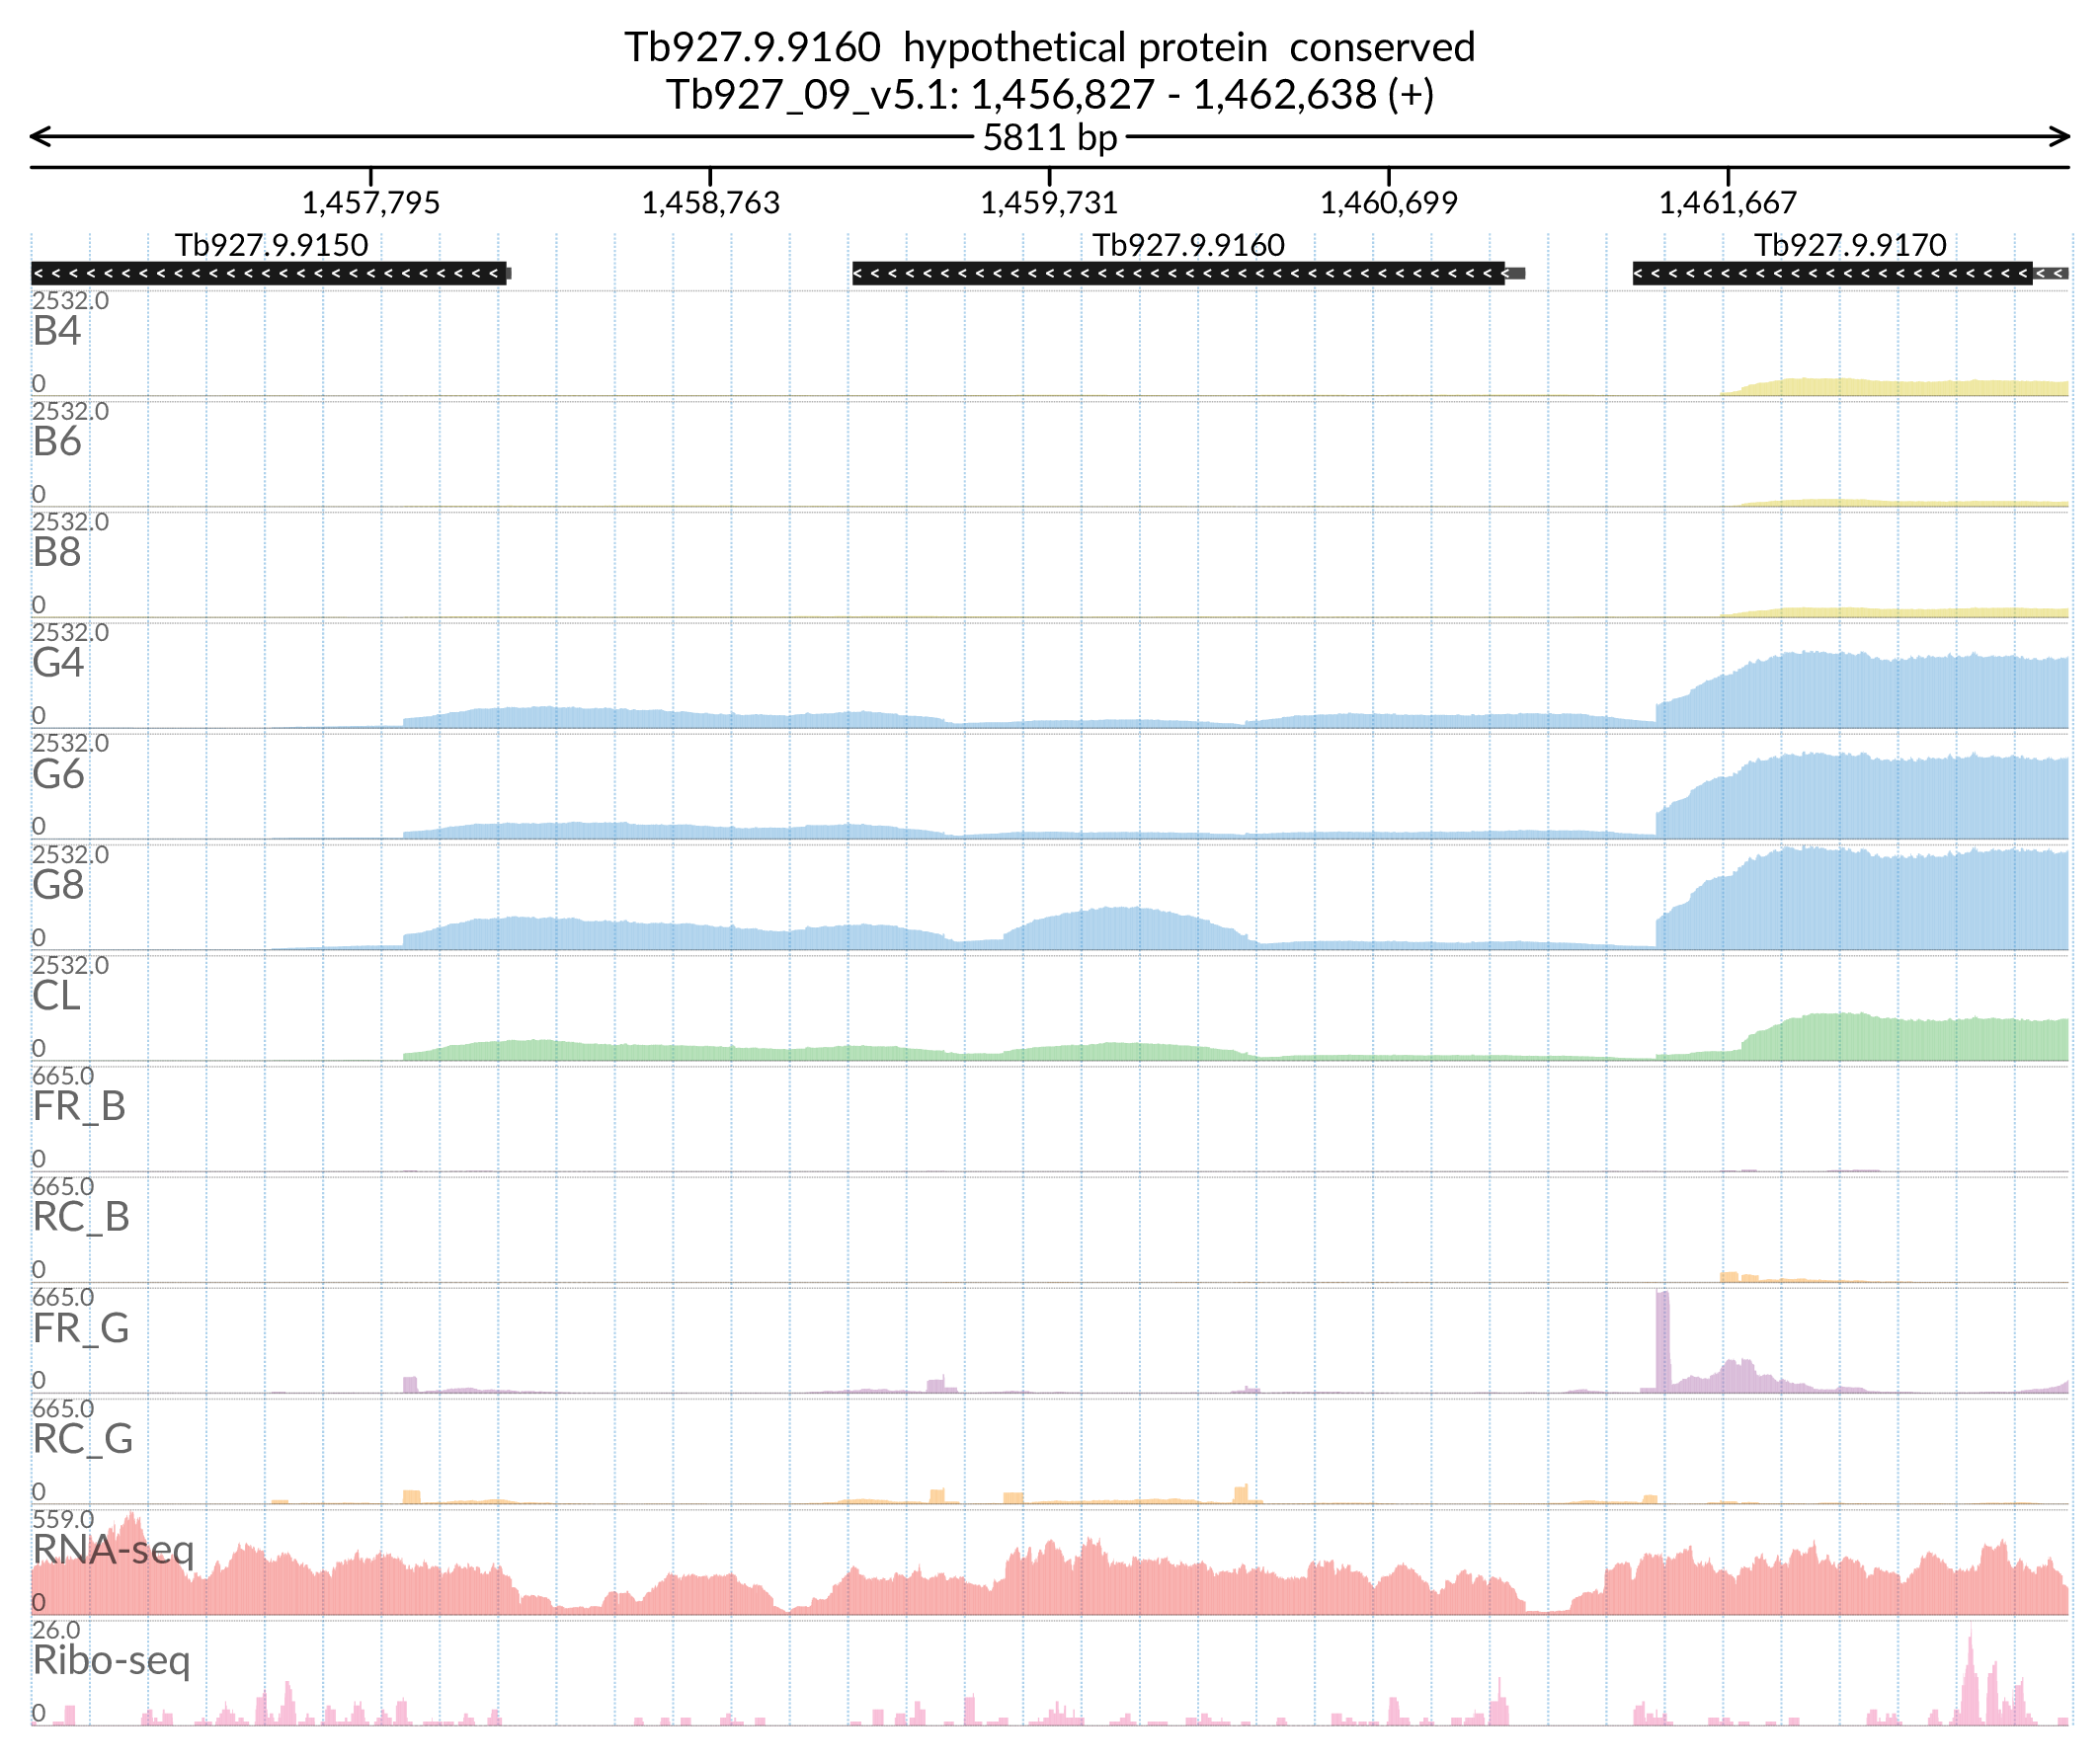 Tb927.9.9160 hypothetical protein conserved
Tb927_09_v5.1: 1,456,827 - 1,462,638 (+)
5811 bp
1,457,795 1,458,763 1,459,731 1,460,699 1,461,667
Tb927.9.9150 Tb927.9.9160 Tb927.9.9170
2532.0
B4
0
2532.0
B6
0
2532.0
B8
0
2532.0
G4
0
2532.0
G6
0
2532.0
G8
0
2532.0
CL
0
665.0
FR_B
0
665.0
RC_B
0
665.0
FR_G
0
665.0
RC_G
0
559.0
RNA-seq
0
26.0
Ribo-seq
0